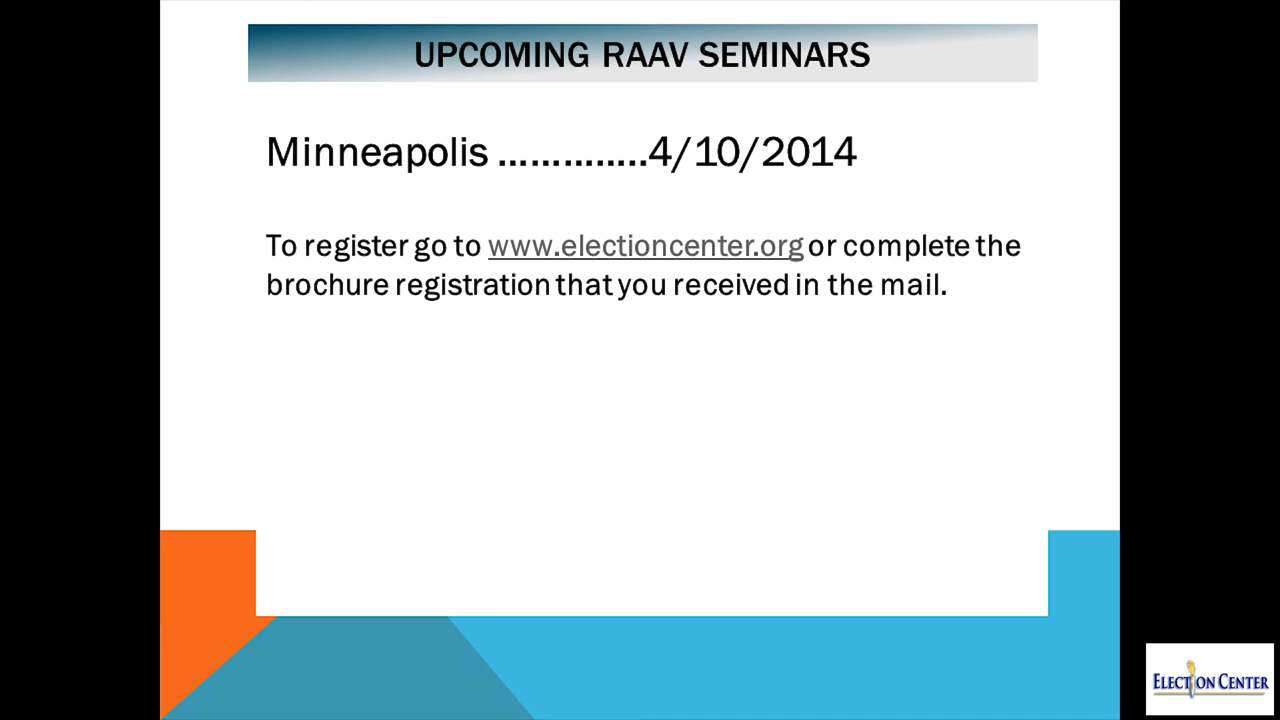 UPCOMING RAAV SEMINARS
Minneapolis …………..4/10/2014
To register go to www.electioncenter.org or complete the
brochure registration that you received in the mail.
ELECTION CENTER